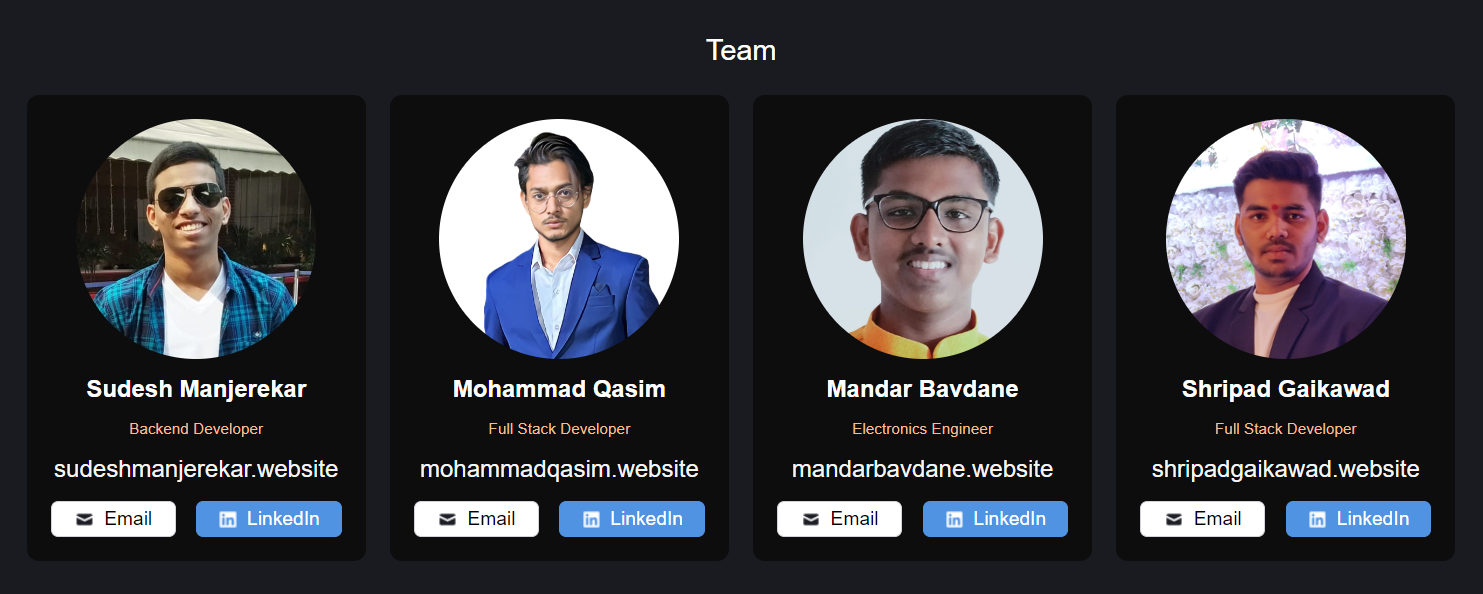 Team
Sudesh Manjerekar
Backend Developer
sudeshmanjerekar.website
Email LinkedIn
Mohammad Qasim
Full Stack Developer
mohammadqasim.website
Email LinkedIn
Mandar Bavdane
Electronics Engineer
mandarbavdane.website
Email LinkedIn
Shripad Gaikawad
Full Stack Developer
shripadgaikawad.website
Email LinkedIn